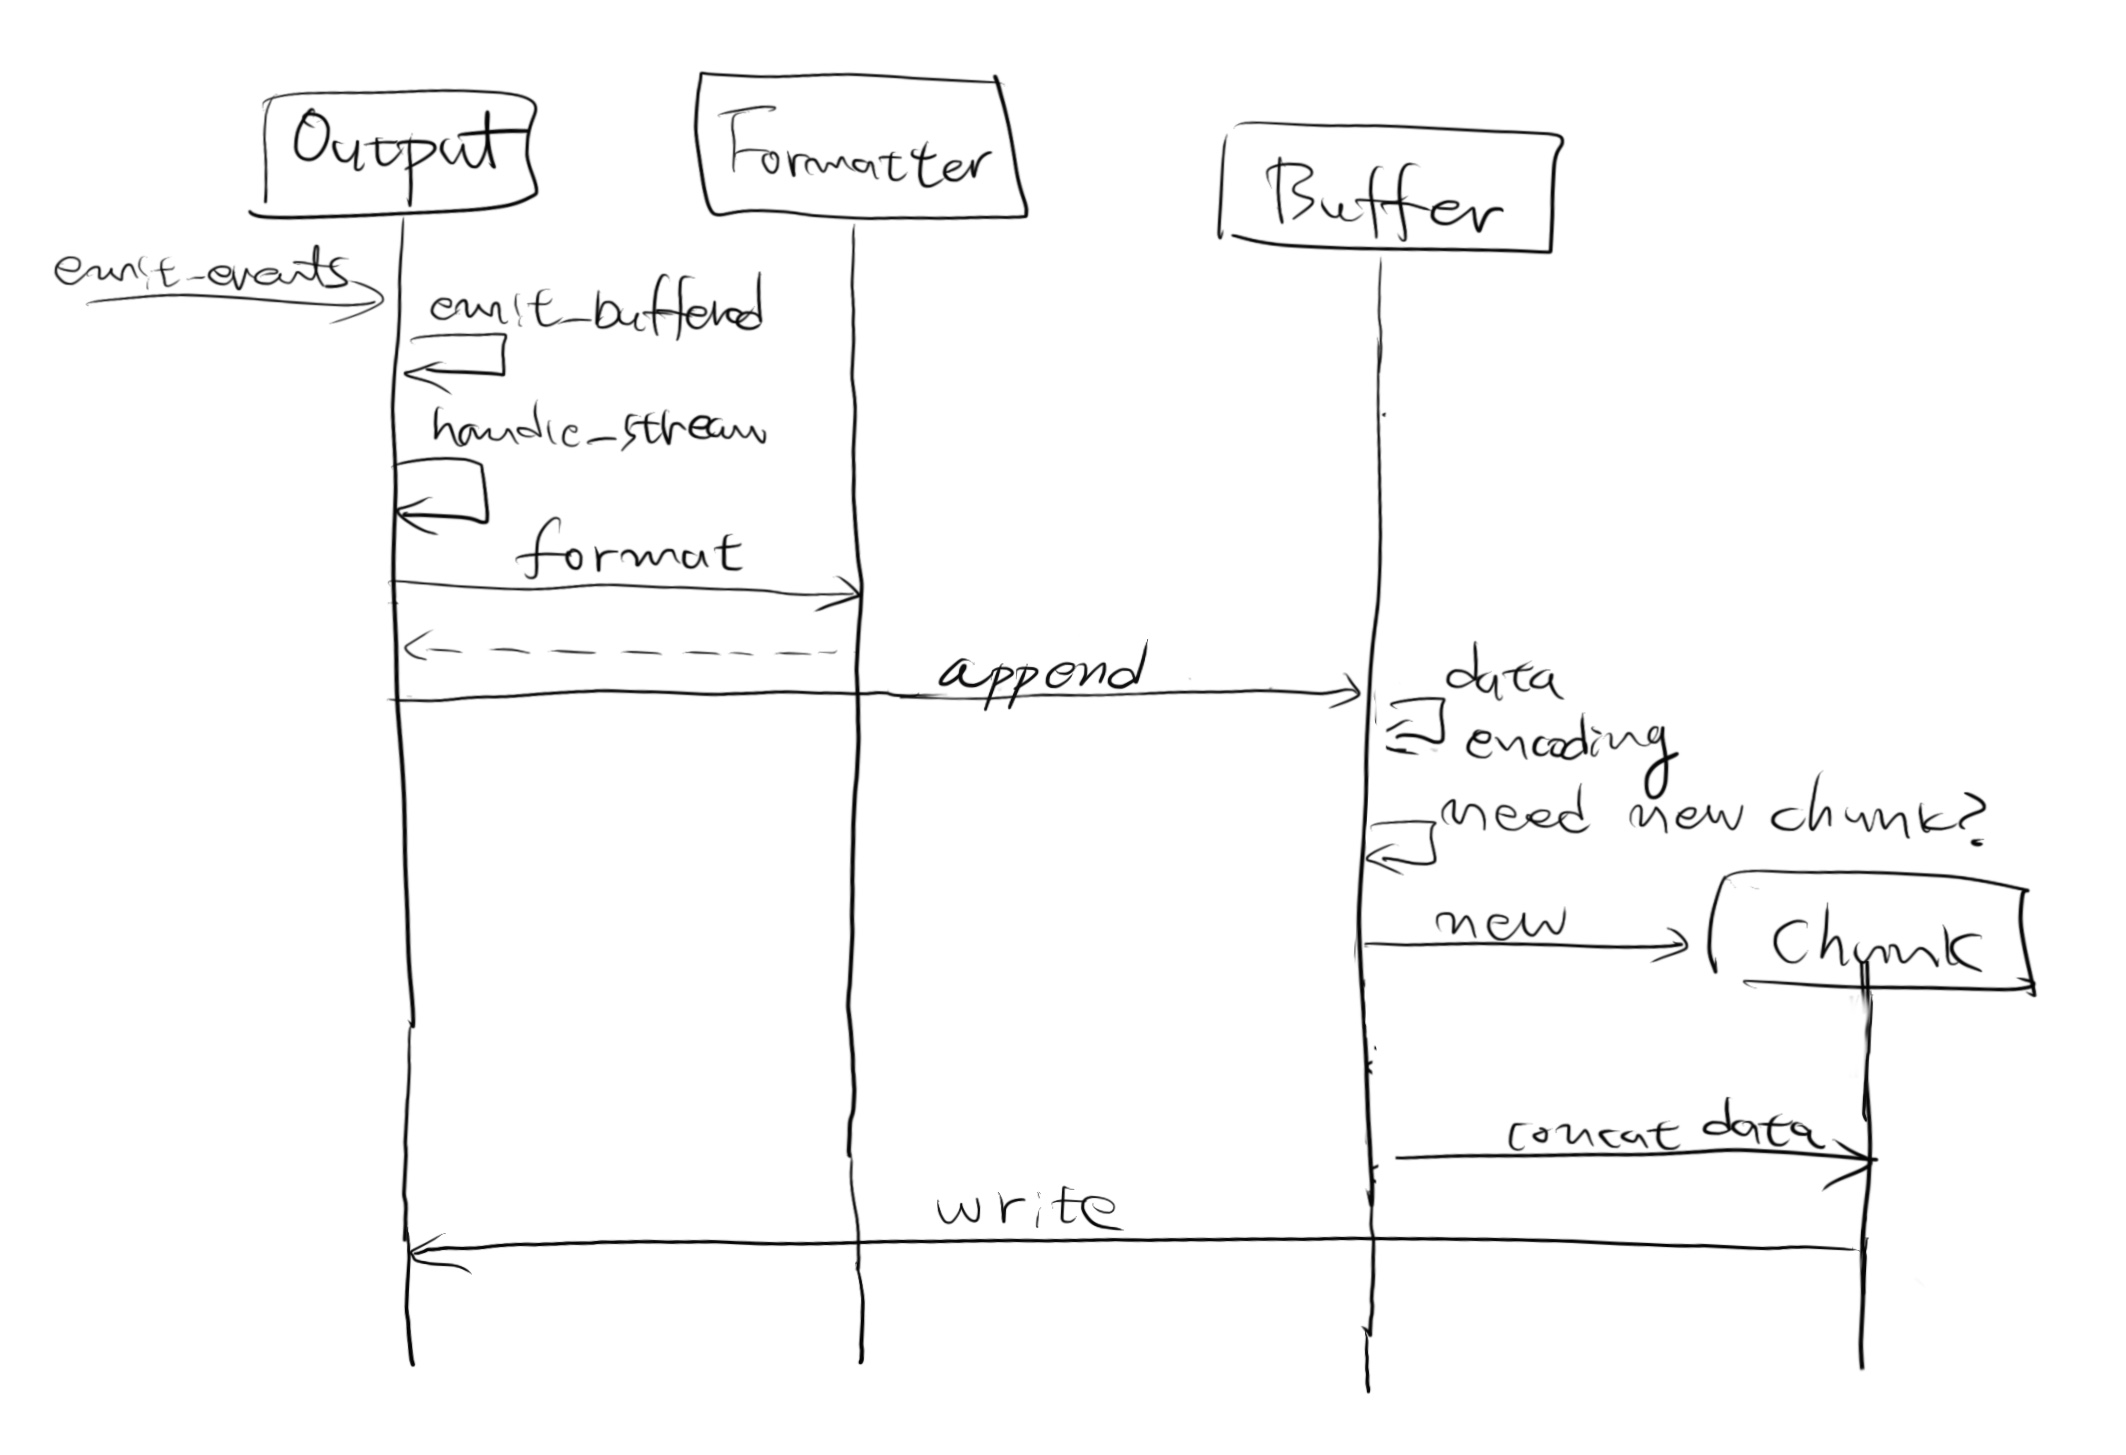 Output
Formatter
Buffer
emit_events
emit_buffered
handle_stream
format
append
data
encoding
need new chunk?
new
Chunk
concat data
write